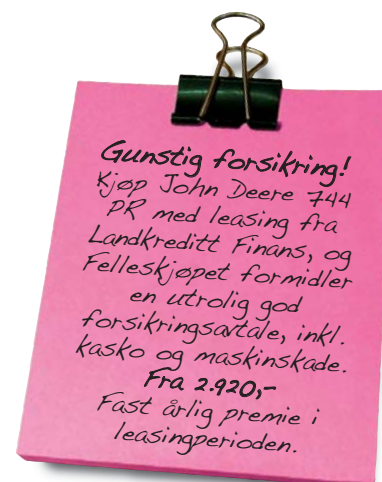 Gunstig forsikring!
Kjøp John Deere 744
PR med leasing fra
Landkreditt Finans, og
Felleskjøpet formidler
en utrolig god
forsikringsavtale, inkl.
kasko og maskinskade.
Fra 2.920,-
Fast årlig premie i
leasingperioden.